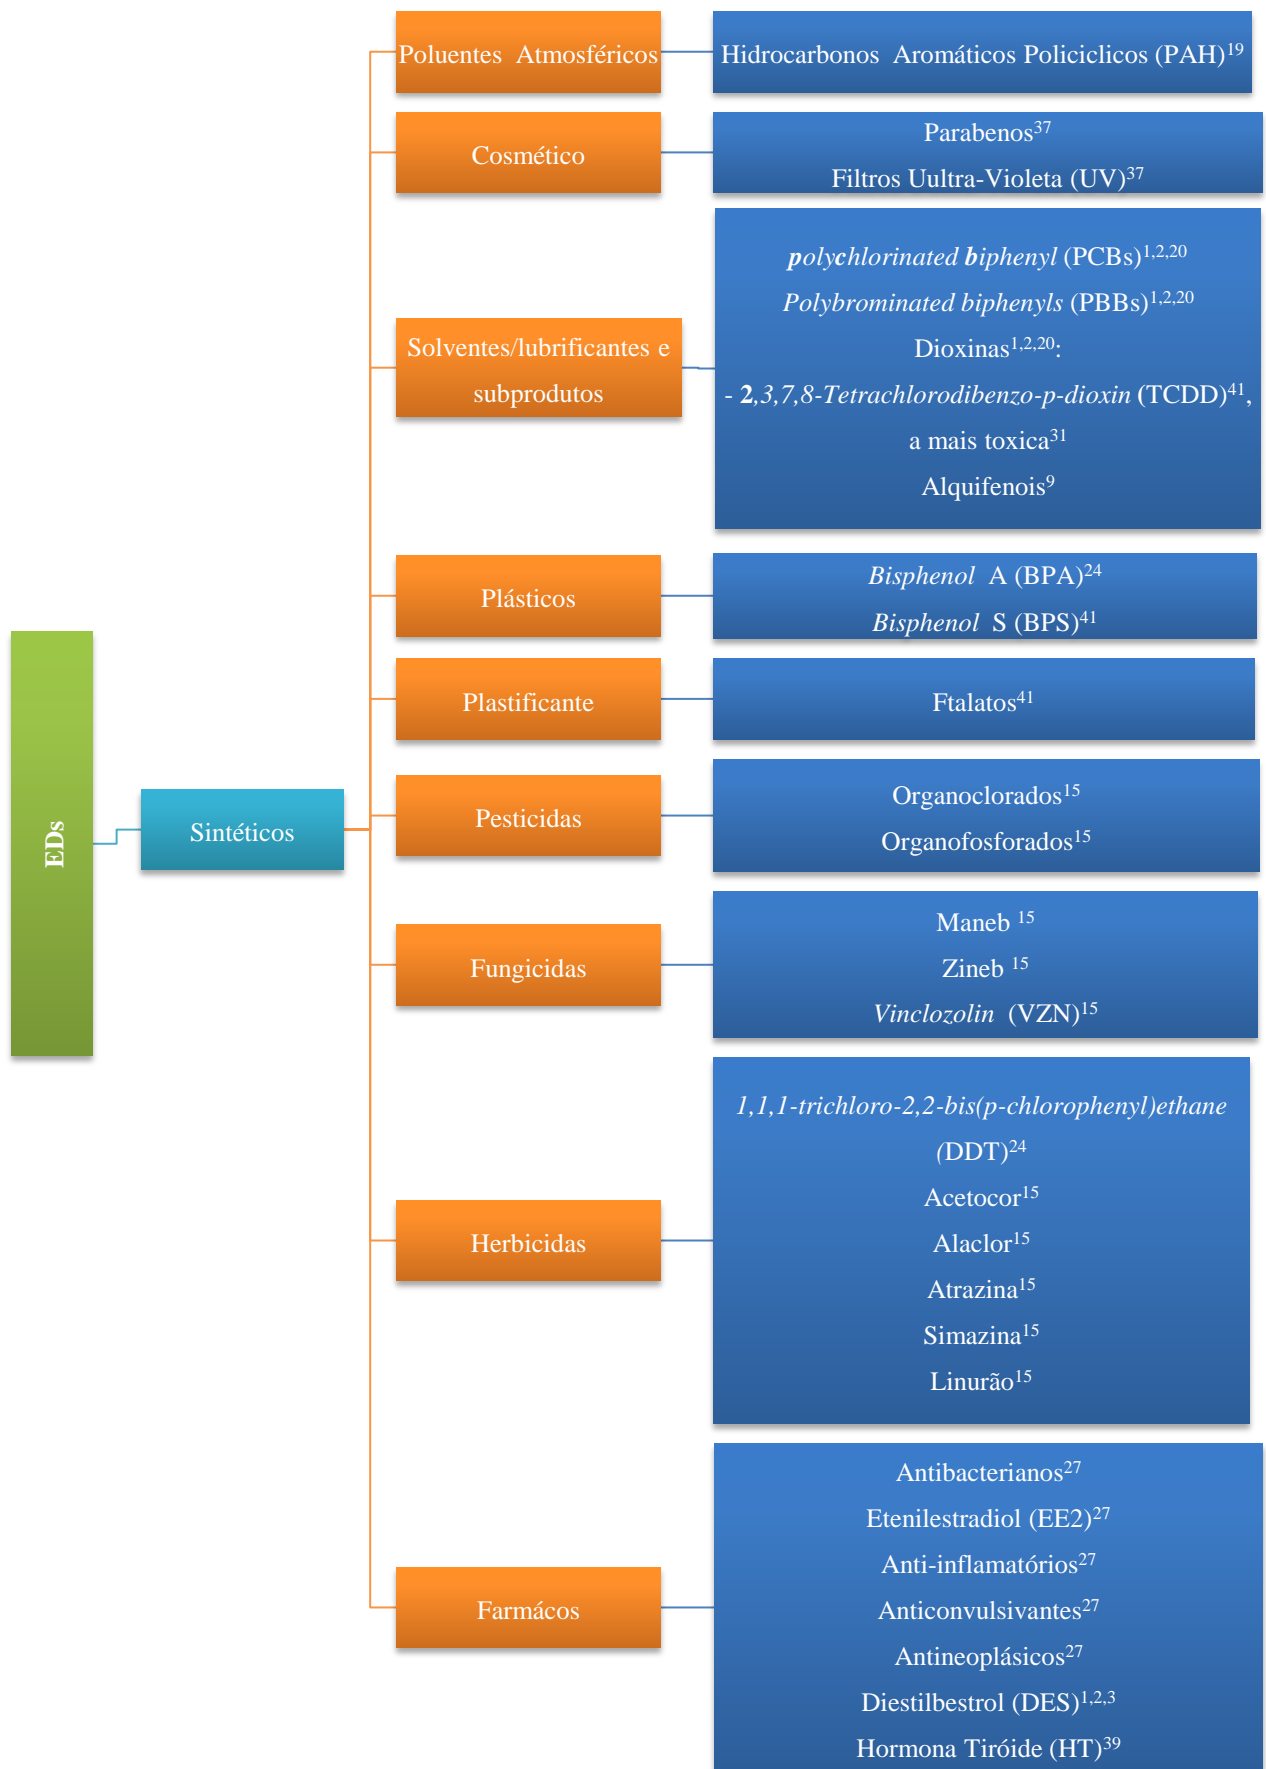 EDs
Sintéticos
Poluentes Atmosféricos
Hidrocarbonos Aromáticos Policiclicos (PAH)19
Cosmético
Parabenos37
Filtros Uultra-Violeta (UV)37
Solventes/lubrificantes e
subprodutos
polychlorinated biphenyl (PCBs)1,2,20
Polybrominated biphenyls (PBBs)1,2,20
Dioxinas1,2,20:
- 2,3,7,8-Tetrachlorodibenzo-p-dioxin (TCDD)41,
a mais toxica31
Alquifenois9
Plásticos
Bisphenol A (BPA)24
Bisphenol S (BPS)41
Plastificante
Ftalatos41
Pesticidas
Organoclorados15
Organofosforados15
Fungicidas
Maneb 15
Zineb 15
Vinclozolin (VZN)15
Herbicidas
1,1,1-trichloro-2,2-bis(p-chlorophenyl)ethane
(DDT)24
Acetocor15
Alaclor15
Atrazina15
Simazina15
Linurão15
Farmácos
Antibacterianos27
Etenilestradiol (EE2)27
Anti-inflamatórios27
Anticonvulsivantes27
Antineoplásicos27
Diestilbestrol (DES)1,2,3
Hormona Tiróide (HT)39